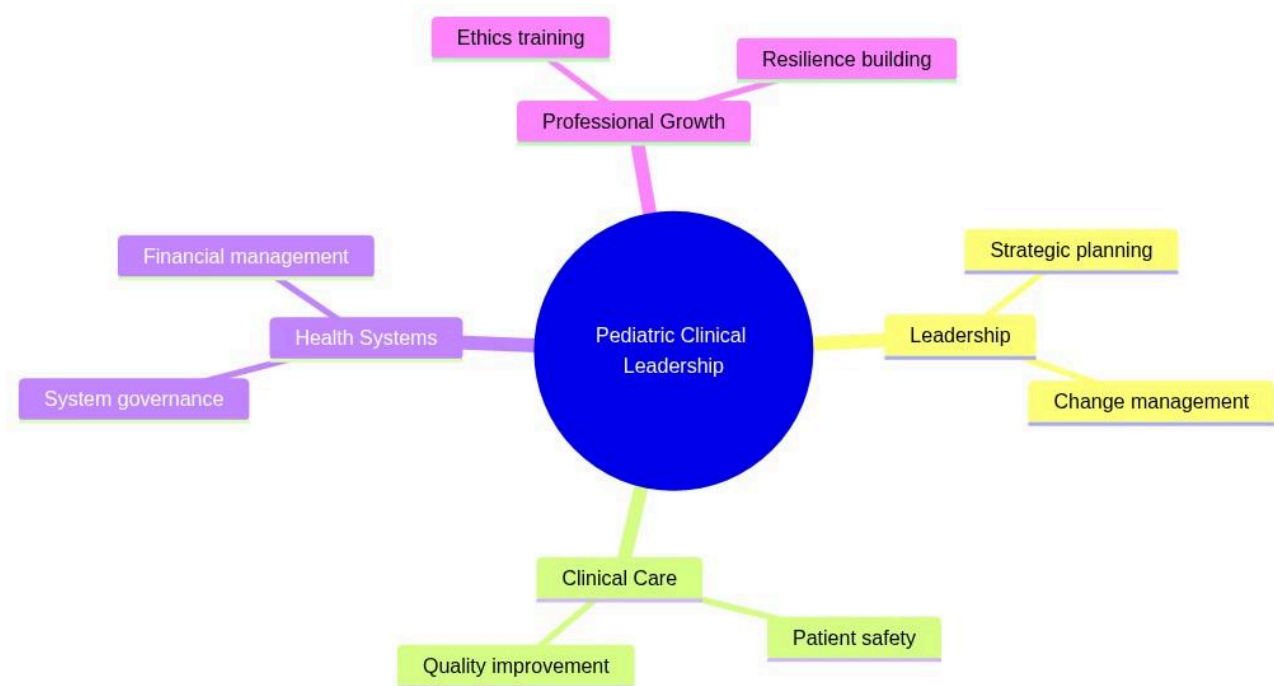 Ethics training
Resilience building
Professional Growth
Financial management
Strategic planning
Health Systems
Pediatric Clinical
Leadership
Leadership
System governance
Change management
Clinical Care
Patient safety
Quality improvement